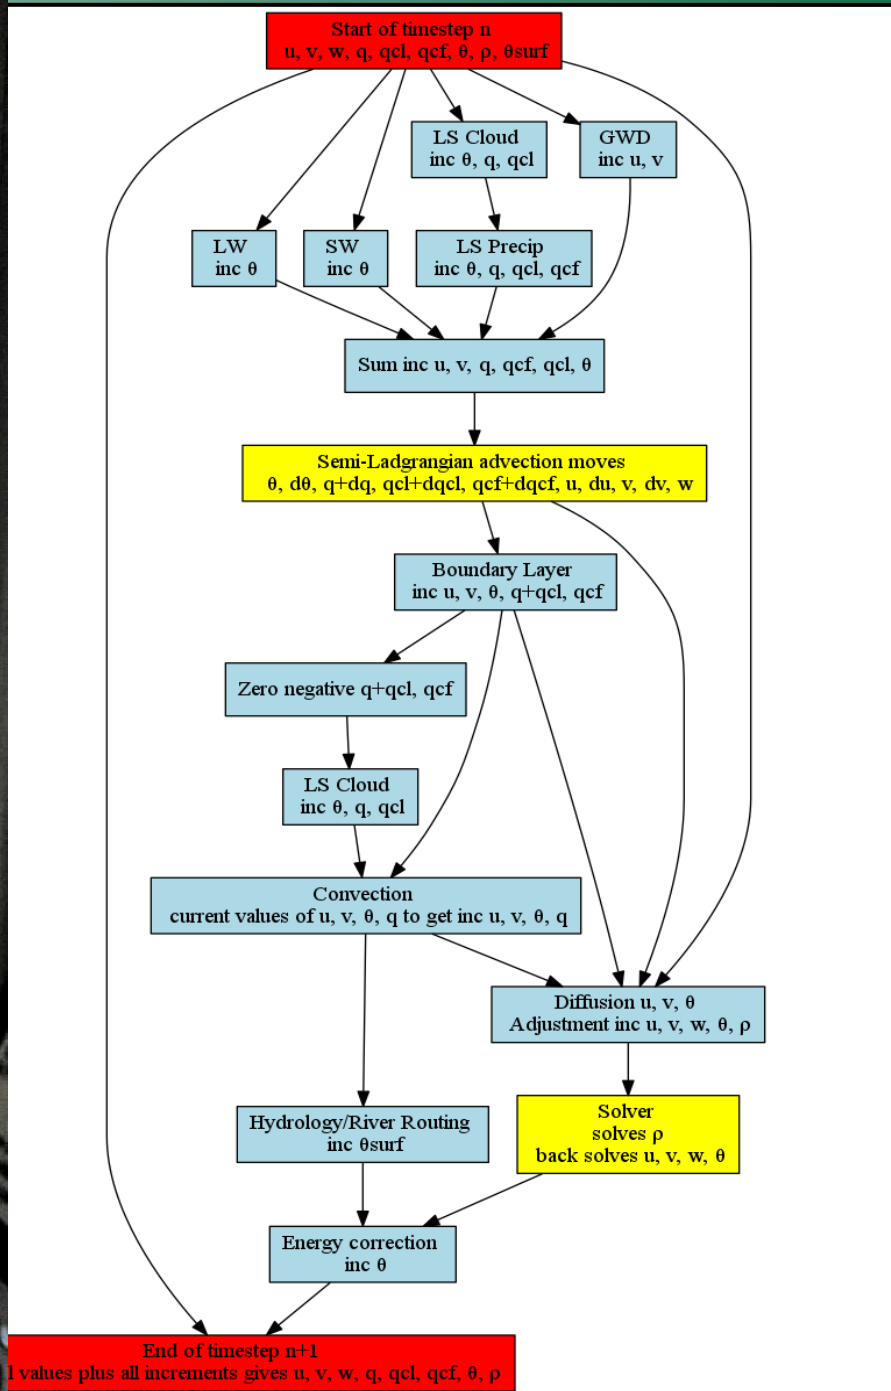 Start of timestep n
u, v, w, q, qcl, qcf, θ, ρ, θsurf
LS Cloud
inc θ, q, qcl
GWD
inc u, v
LW
inc θ
SW
inc θ
LS Precip
inc θ, q, qcl, qcf
Sum inc u, v, q, qcf, qcl, θ
Semi-Ladgrangian advection moves
θ, dθ, q+dq, qcl+dqcl, qcf+dqcf, u, du, v, dv, w
Boundary Layer
inc u, v, θ, q+qcl, qcf
Zero negative q+qcl, qcf
LS Cloud
inc θ, q, qcl
Convection
current values of u, v, θ, q to get inc u, v, θ, q
Diffusion u, v, θ
Adjustment inc u, v, w, θ, ρ
Hydrology/River Routing
inc θsurf
Solver
solves ρ
back solves u, v, w, θ
Energy correction
inc θ
End of timestep n+1
values plus all increments gives u, v, w, q, qcl, qcf, θ, ρ